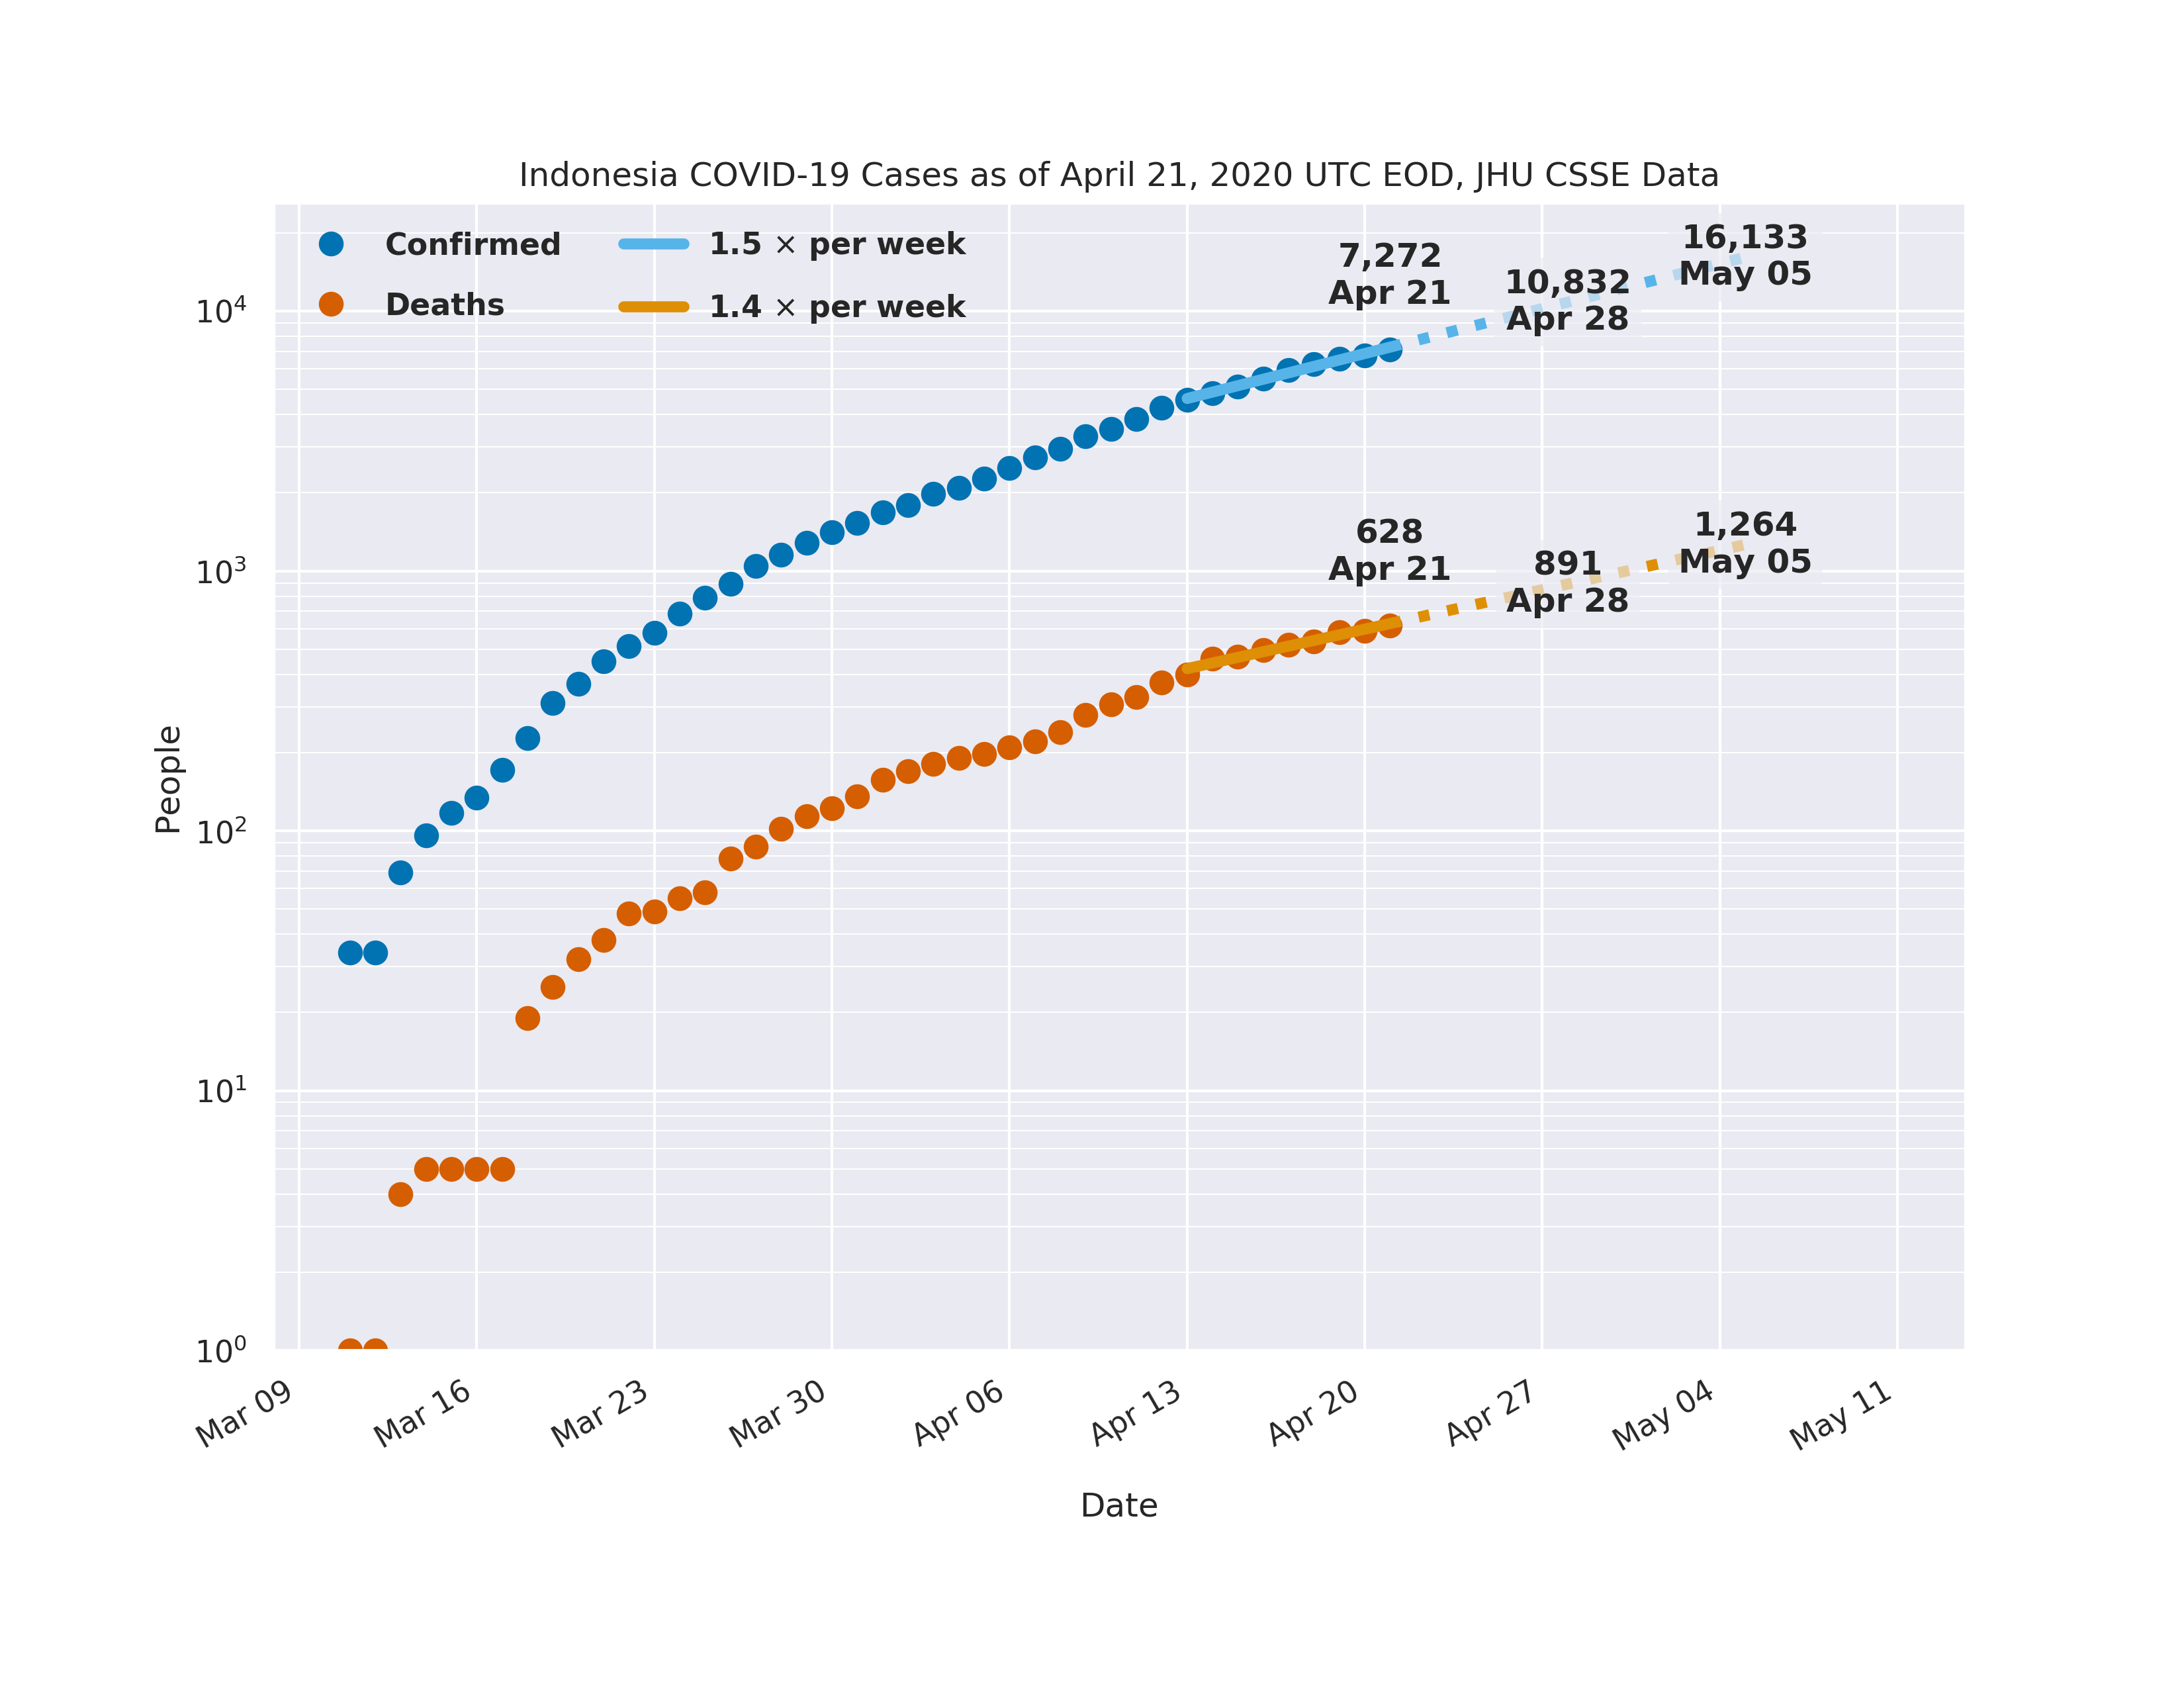 Indonesia COVID-19 Cases as of April 21, 2020 UTC EOD, JHU CSSE Data
Confirmed
Deaths
1.5 × per week
1.4 × per week
7,272
Apr 21
10,832
Apr 28
16,133
May 05
628
Apr 21
891
Apr 28
1,264
May 05
People
10⁴
10³
10²
10¹
10⁰
Mar 09
Mar 16
Mar 23
Mar 30
Apr 06
Apr 13
Apr 20
Apr 27
May 04
May 11
Date